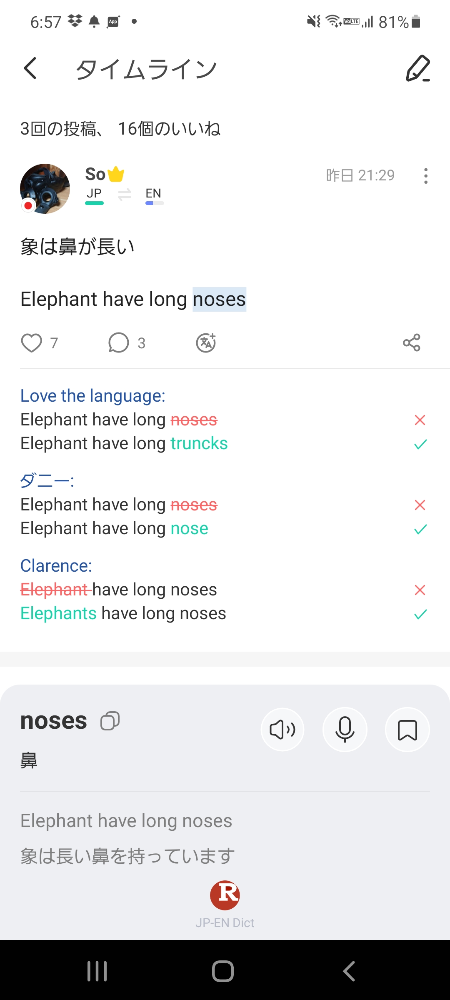 6:57 App VoLTE 81%
タイムライン
3回の投稿、 16個のいいね
So 昨日 21:29
JP EN
象は鼻が長い
Elephant have long noses
7 3 文A
Love the language:
Elephant have long noses
Elephant have long truncks
ダニー:
Elephant have long noses
Elephant have long nose
Clarence:
Elephant have long noses
Elephants have long noses
noses
鼻
Elephant have long noses
象は長い鼻を持っています
R
JP-EN Dict